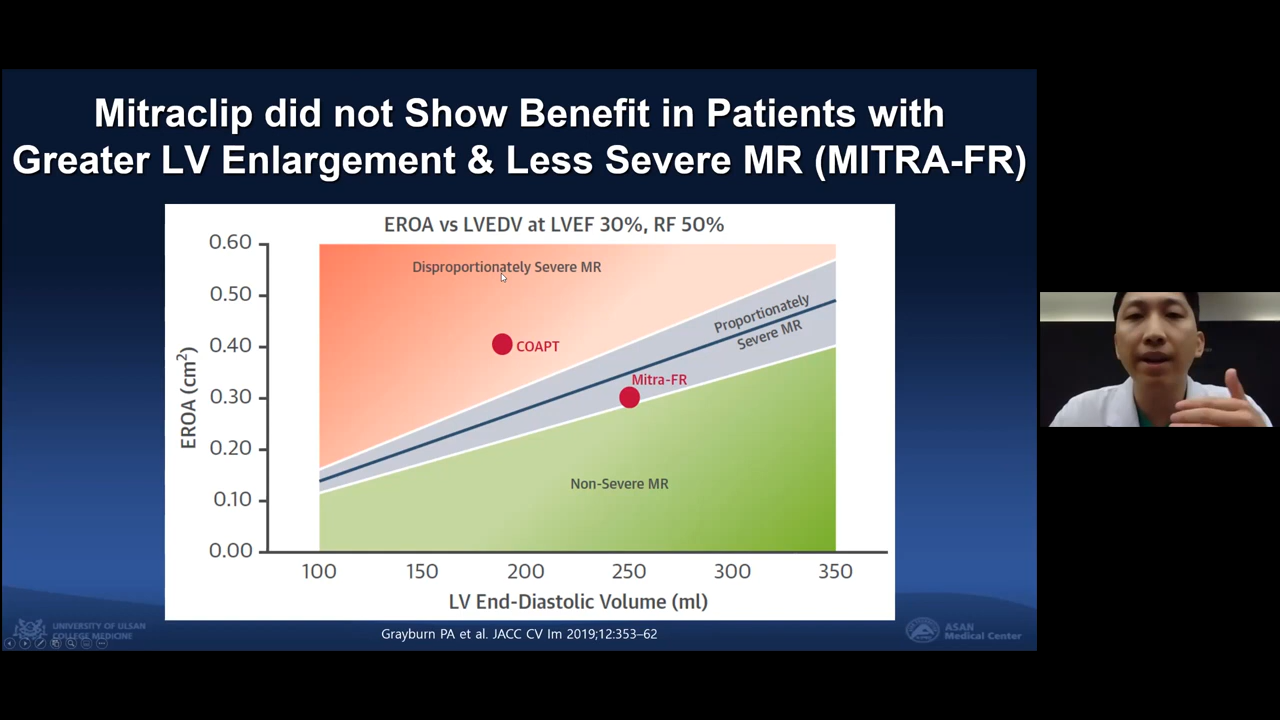 Mitraclip did not Show Benefit in Patients with
Greater LV Enlargement & Less Severe MR (MITRA-FR)
EROA vs LVEDV at LVEF 30%, RF 50%
0.60
0.50
0.40
0.30
0.20
0.10
0.00
EROA (cm²)
Disproportionately Severe MR
Proportionately
Severe MR
COAPT
Mitra-FR
Non-Severe MR
100 150 200 250 300 350
LV End-Diastolic Volume (ml)
UNIVERSITY OF ULSAN
COLLEGE MEDICINE
Grayburn PA et al. JACC CV Im 2019;12:353–62
ASAN
Medical Center